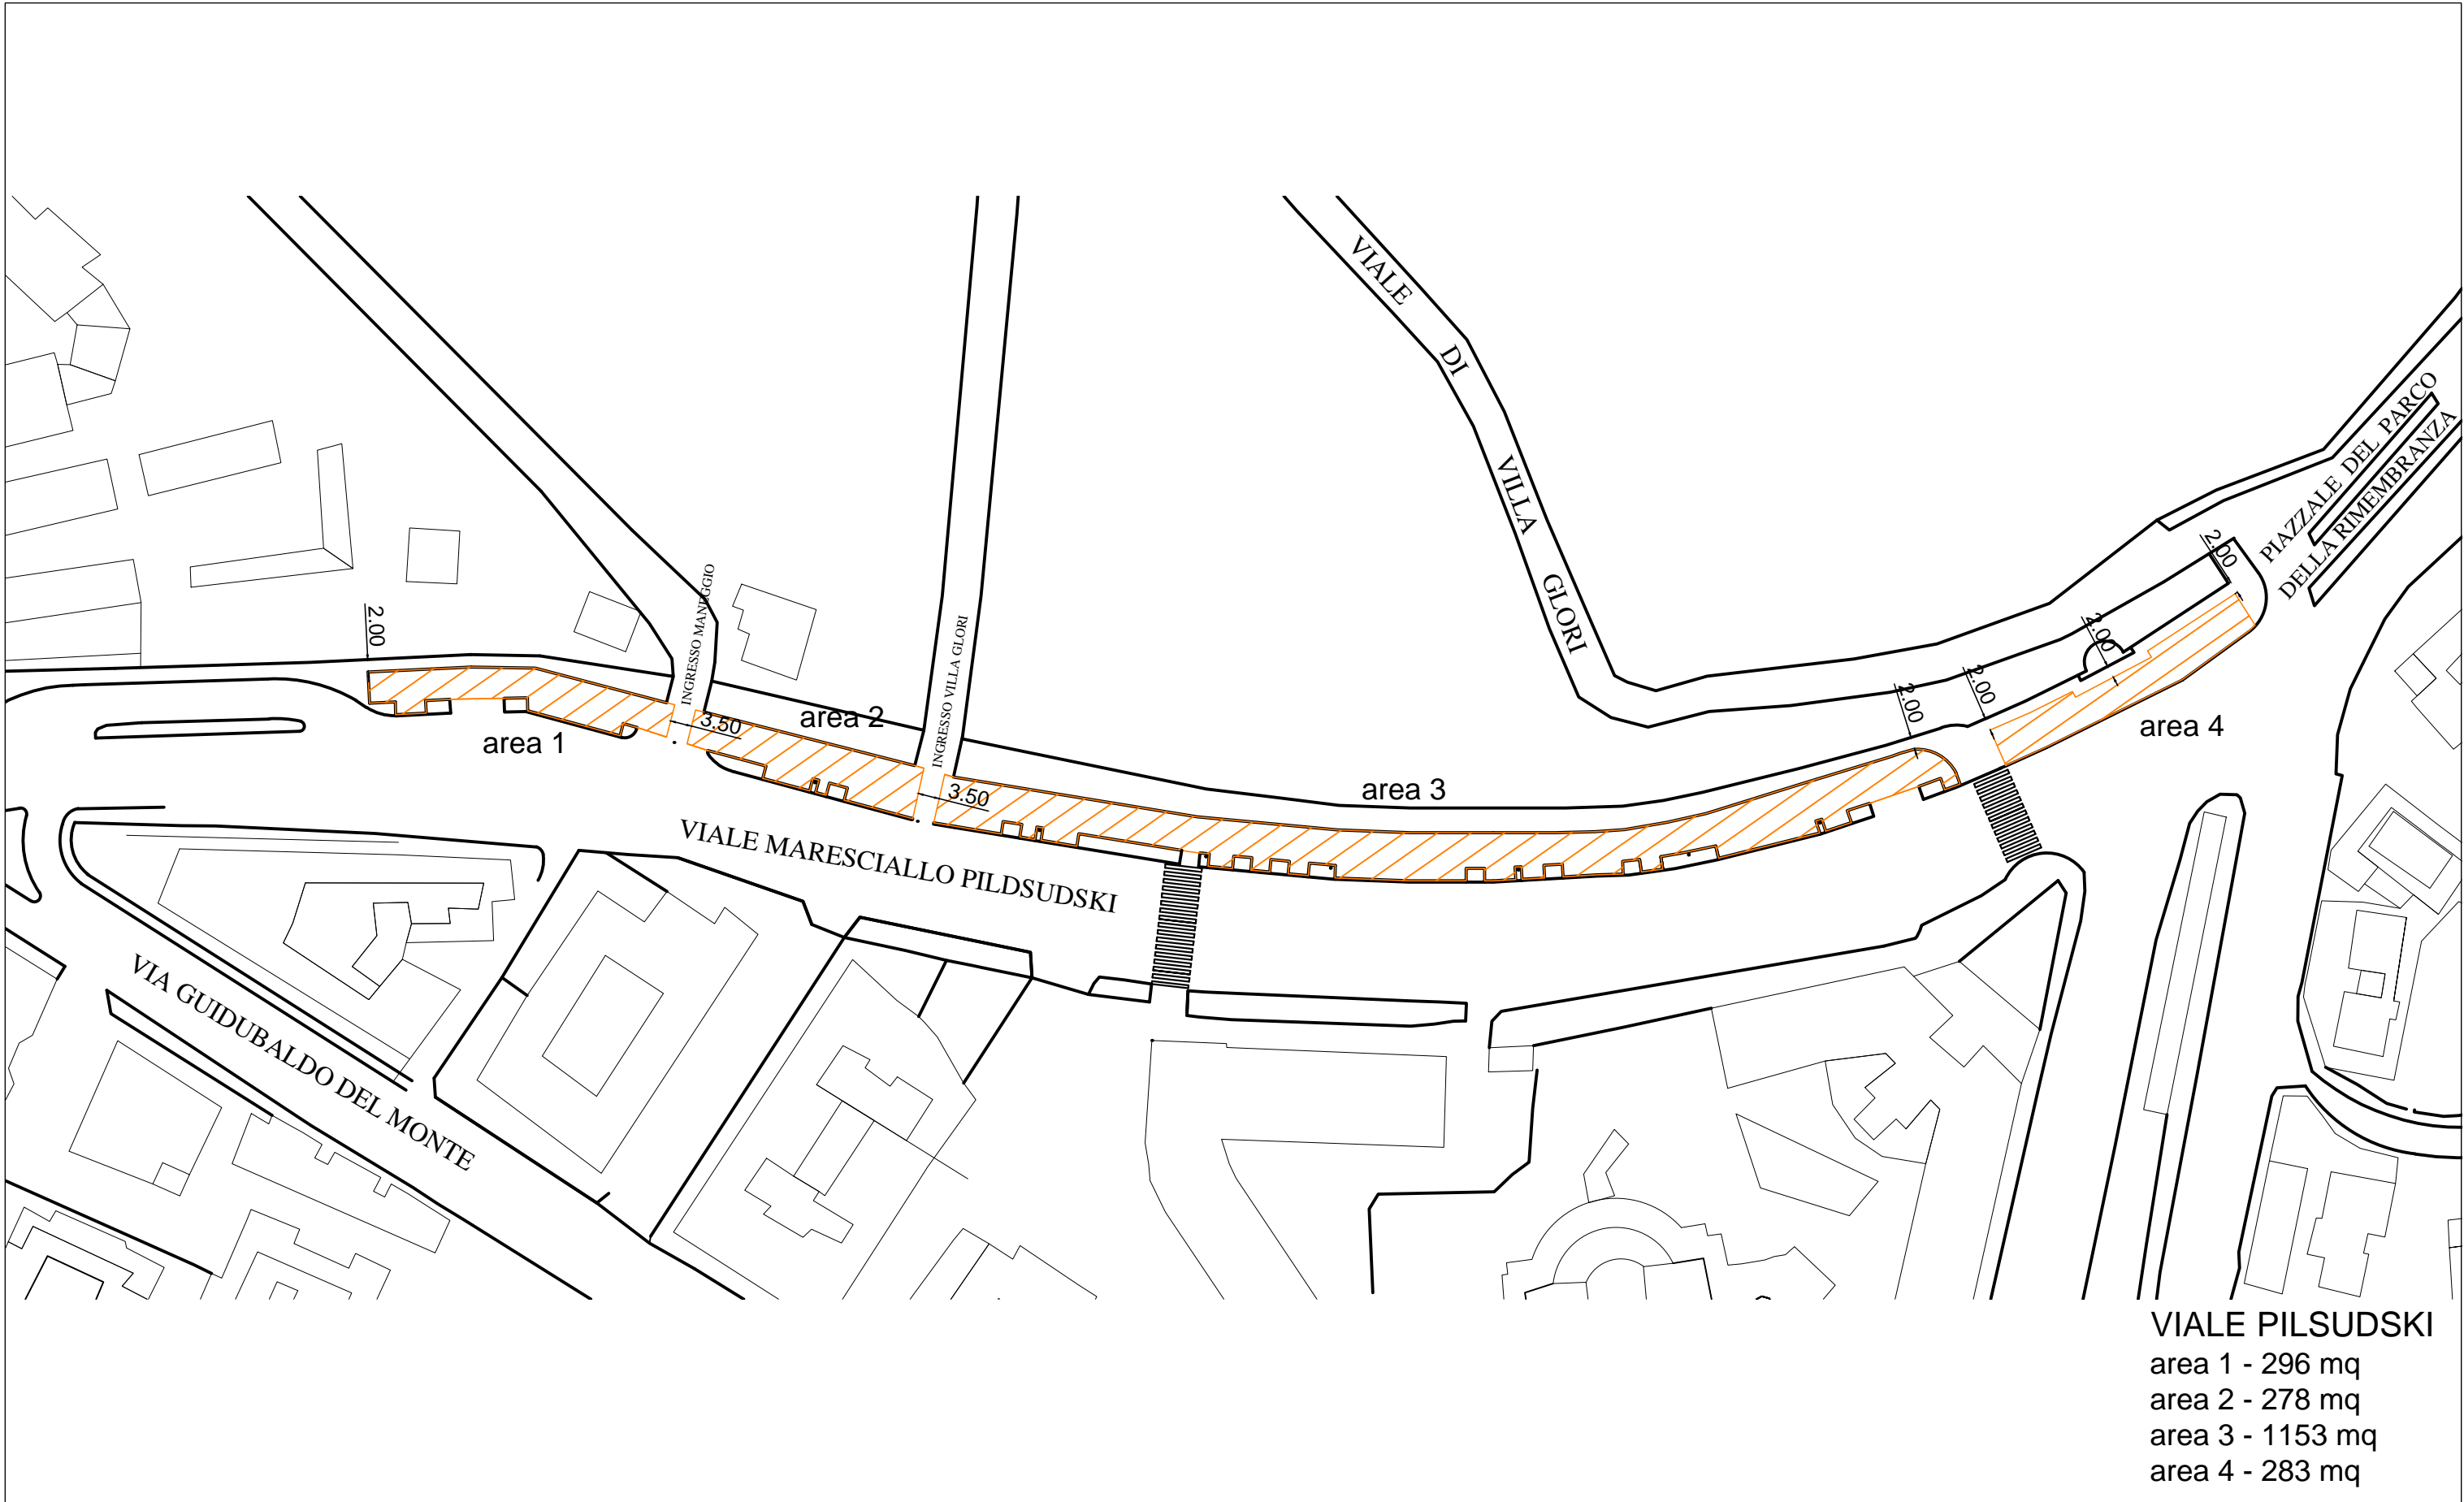 VIALE
DI
VILLA
GLORI
PIAZZALE DEL PARCO
DELLA RIMEMBRANZA
2.00
2.00
2.00
2.00
2.00
INGRESSO MANEGGIO
INGRESSO VILLA GLORI
3.50
3.50
area 1
area 2
area 3
area 4
VIALE MARESCIALLO PILDSUDSKI
VIA GUIDUBALDO DEL MONTE
VIALE PILSUDSKI
area 1 - 296 mq
area 2 - 278 mq
area 3 - 1153 mq
area 4 - 283 mq